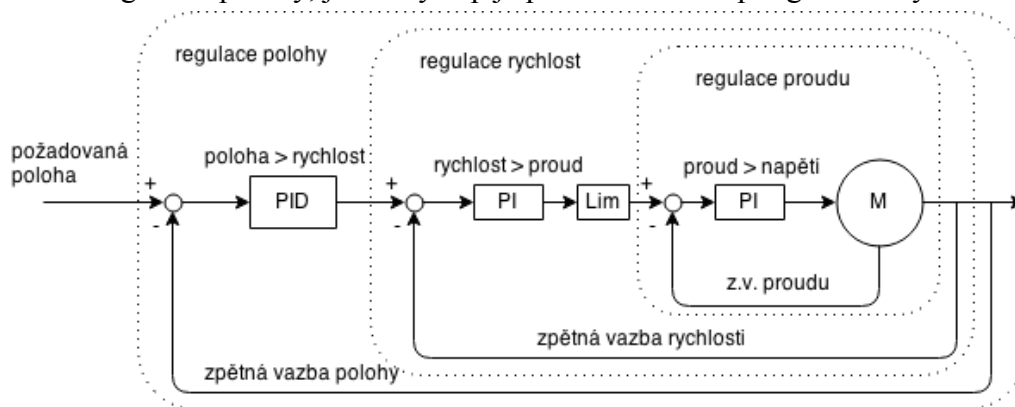 regulace polohy
regulace rychlost
regulace proudu
požadovaná
poloha
poloha > rychlost
rychlost > proud
proud > napětí
+
-
PID
+
-
PI
Lim
+
-
PI
M
z.v. proudu
zpětná vazba rychlosti
zpětná vazba polohy